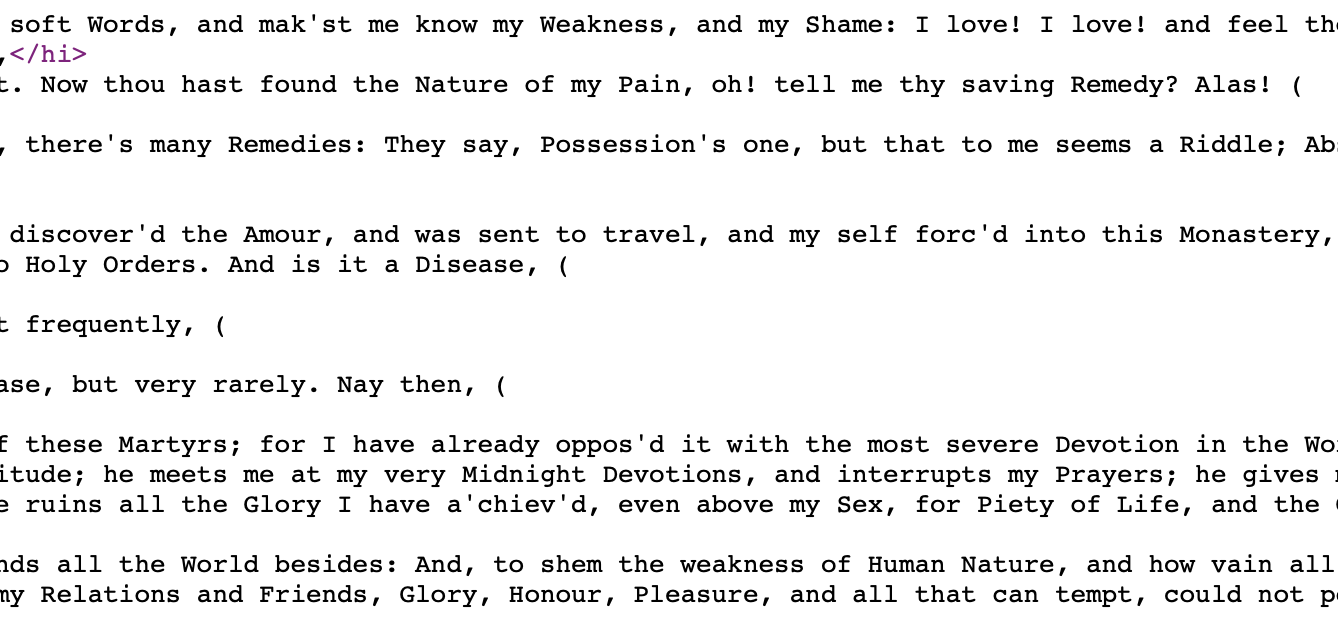 soft Words, and mak'st me know my Weakness, and my Shame: I love! I love! and feel
,</hi>
t. Now thou hast found the Nature of my Pain, oh! tell me thy saving Remedy? Alas! (
, there's many Remedies: They say, Possession's one, but that to me seems a Riddle;
discover'd the Amour, and was sent to travel, and my self forc'd into this Monastery,
Holy Orders. And is it a Disease, (
t frequently, (
ase, but very rarely. Nay then, (
f these Martyrs; for I have already oppos'd it with the most severe Devotion in the
itude; he meets me at my very Midnight Devotions, and interrupts my Prayers; he gives
e ruins all the Glory I have a'chiev'd, even above my Sex, for Piety of Life, and the
nds all the World besides: And, to shem the weakness of Human Nature, and how vain all
my Relations and Friends, Glory, Honour, Pleasure, and all that can tempt, could not